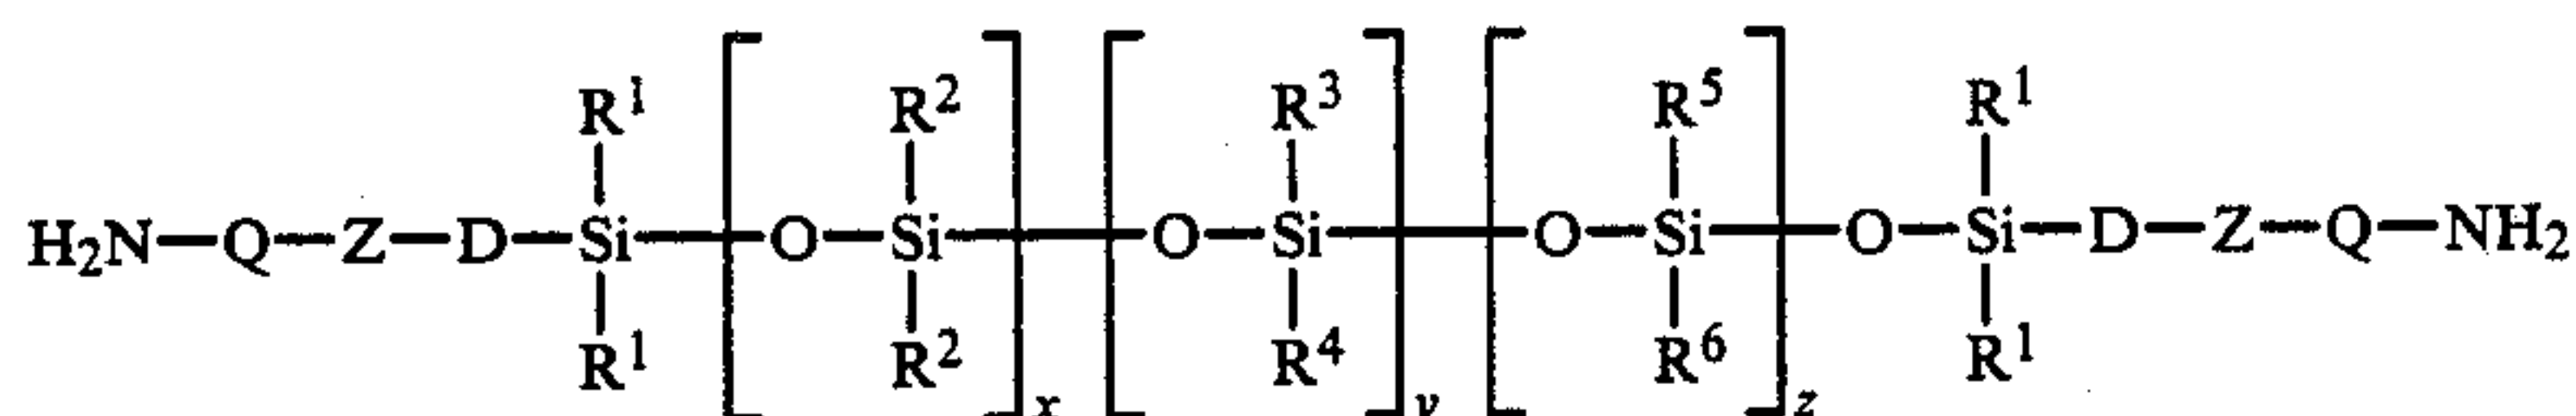 R¹ R² R³ R⁵ R¹
H₂N—Q—Z—D—Si—[O—Si—]x[O—Si—]y[O—Si—]z O—Si—D—Z—Q—NH₂
R¹ R² R⁴ R⁶ R¹